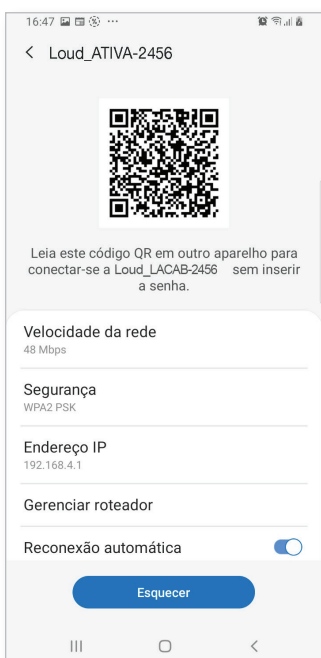 16:47
Loud_ATIVA-2456
Leia este código QR em outro aparelho para
conectar-se a Loud_LACAB-2456 sem inserir
a senha.
Velocidade da rede
48 Mbps
Segurança
WPA2 PSK
Endereço IP
192.168.4.1
Gerenciar roteador
Reconexão automática
Esquecer